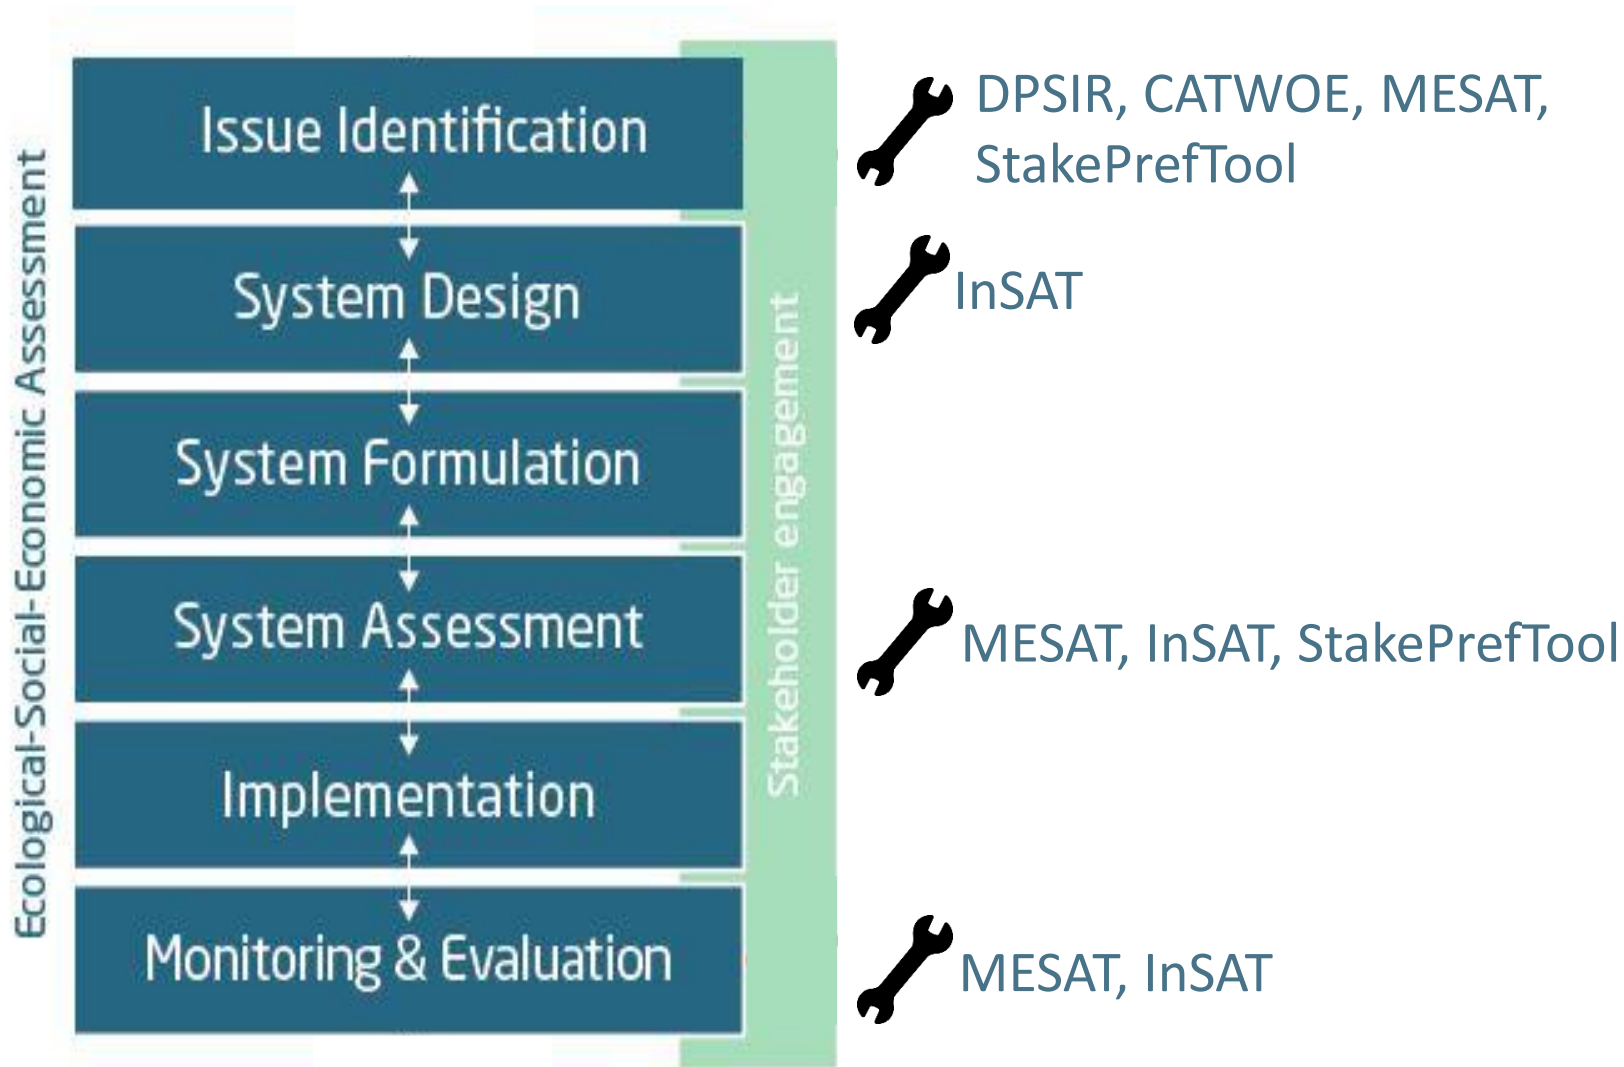 Ecological-Social-Economic Assessment
Issue Identification
DPSIR, CATWOE, MESAT,
StakePrefTool
System Design
InSAT
System Formulation
System Assessment
MESAT, InSAT, StakePrefTool
Implementation
Monitoring & Evaluation
MESAT, InSAT
Stakeholder engagement